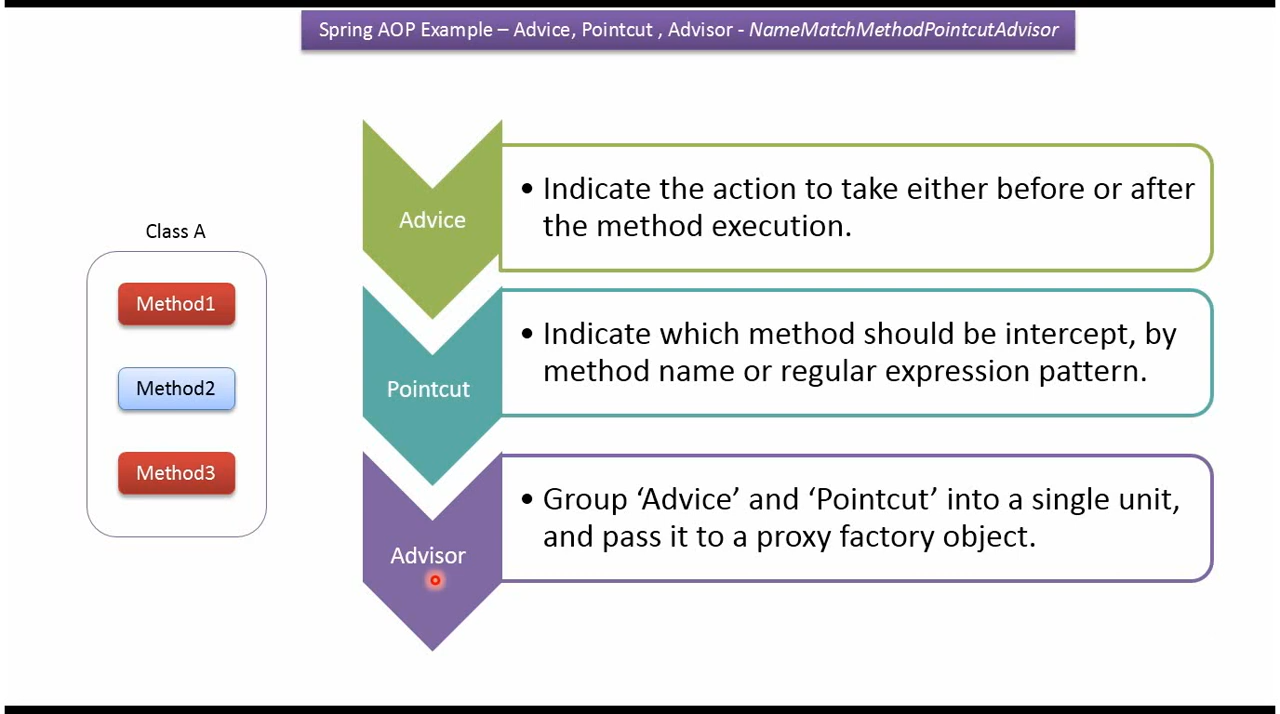 Spring AOP Example – Advice, Pointcut , Advisor - NameMatchMethodPointcutAdvisor
Class A
Method1
Method2
Method3
Advice
• Indicate the action to take either before or after
the method execution.
Pointcut
• Indicate which method should be intercept, by
method name or regular expression pattern.
Advisor
• Group ‘Advice’ and ‘Pointcut’ into a single unit,
and pass it to a proxy factory object.